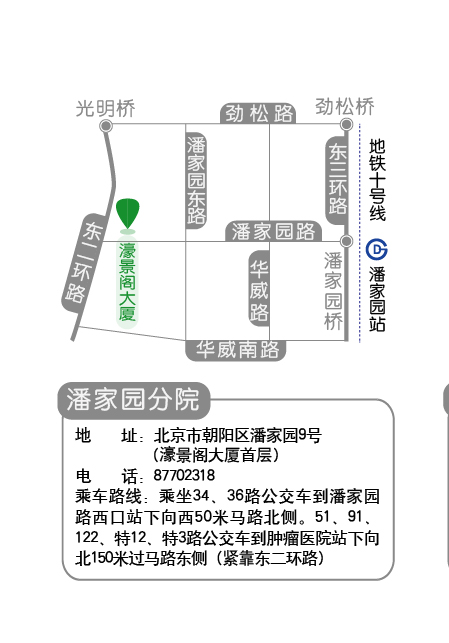 光明桥
劲松路
劲松桥
潘家园东路
东三环路
地铁十号线
潘家园路
东二环路
濠景阁大厦
华威路
潘家园桥
潘家园站
华威南路
潘家园分院
地　　址：北京市朝阳区潘家园9号
（濠景阁大厦首层）
电　　话：87702318
乘车路线：乘坐34、36路公交车到潘家园
路西口站下向西50米马路北侧。51、91、
122、特12、特3路公交车到肿瘤医院站下向
北150米过马路东侧（紧靠东二环路）